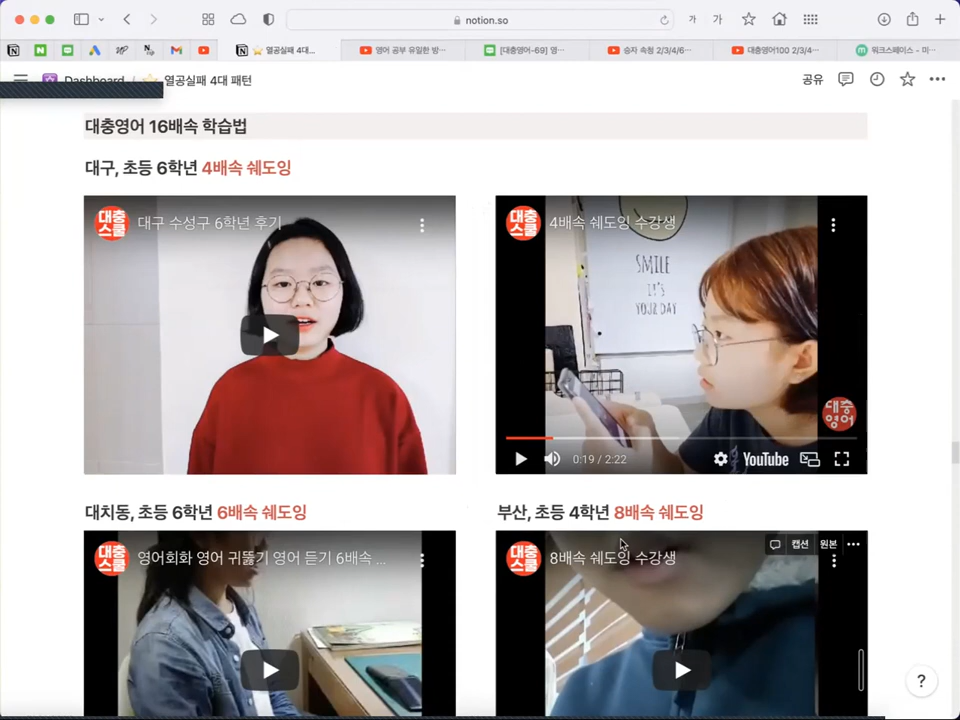 notion.so
가
가
열공실패 4대...
영어 공부 유일한 방...
[대충영어-69] 영...
승자 속청 2/3/4/6...
대충영어100 2/3/4...
워크스페이스 - 미...
Dashboard / 열공실패 4대 패턴
공유
대충영어 16배속 학습법
대구, 초등 6학년 4배속 쉐도잉
대충스쿨
대구 수성구 6학년 후기
대충스쿨
4배속 쉐도잉 수강생
SMILE
IT'S
YOUR DAY
대충영어
0:19 / 2:22
YouTube
대치동, 초등 6학년 6배속 쉐도잉
부산, 초등 4학년 8배속 쉐도잉
대충스쿨
영어회화 영어 귀뚫기 영어 듣기 6배속 ...
대충스쿨
8배속 쉐도잉 수강생
캡션
원본
?